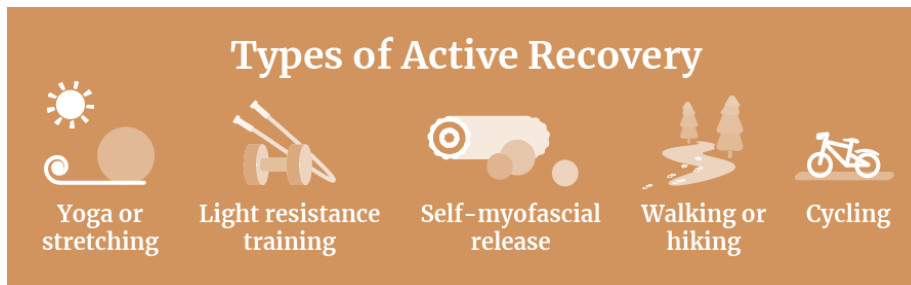 Types of Active Recovery
Yoga or
stretching
Light resistance
training
Self-myofascial
release
Walking or
hiking
Cycling